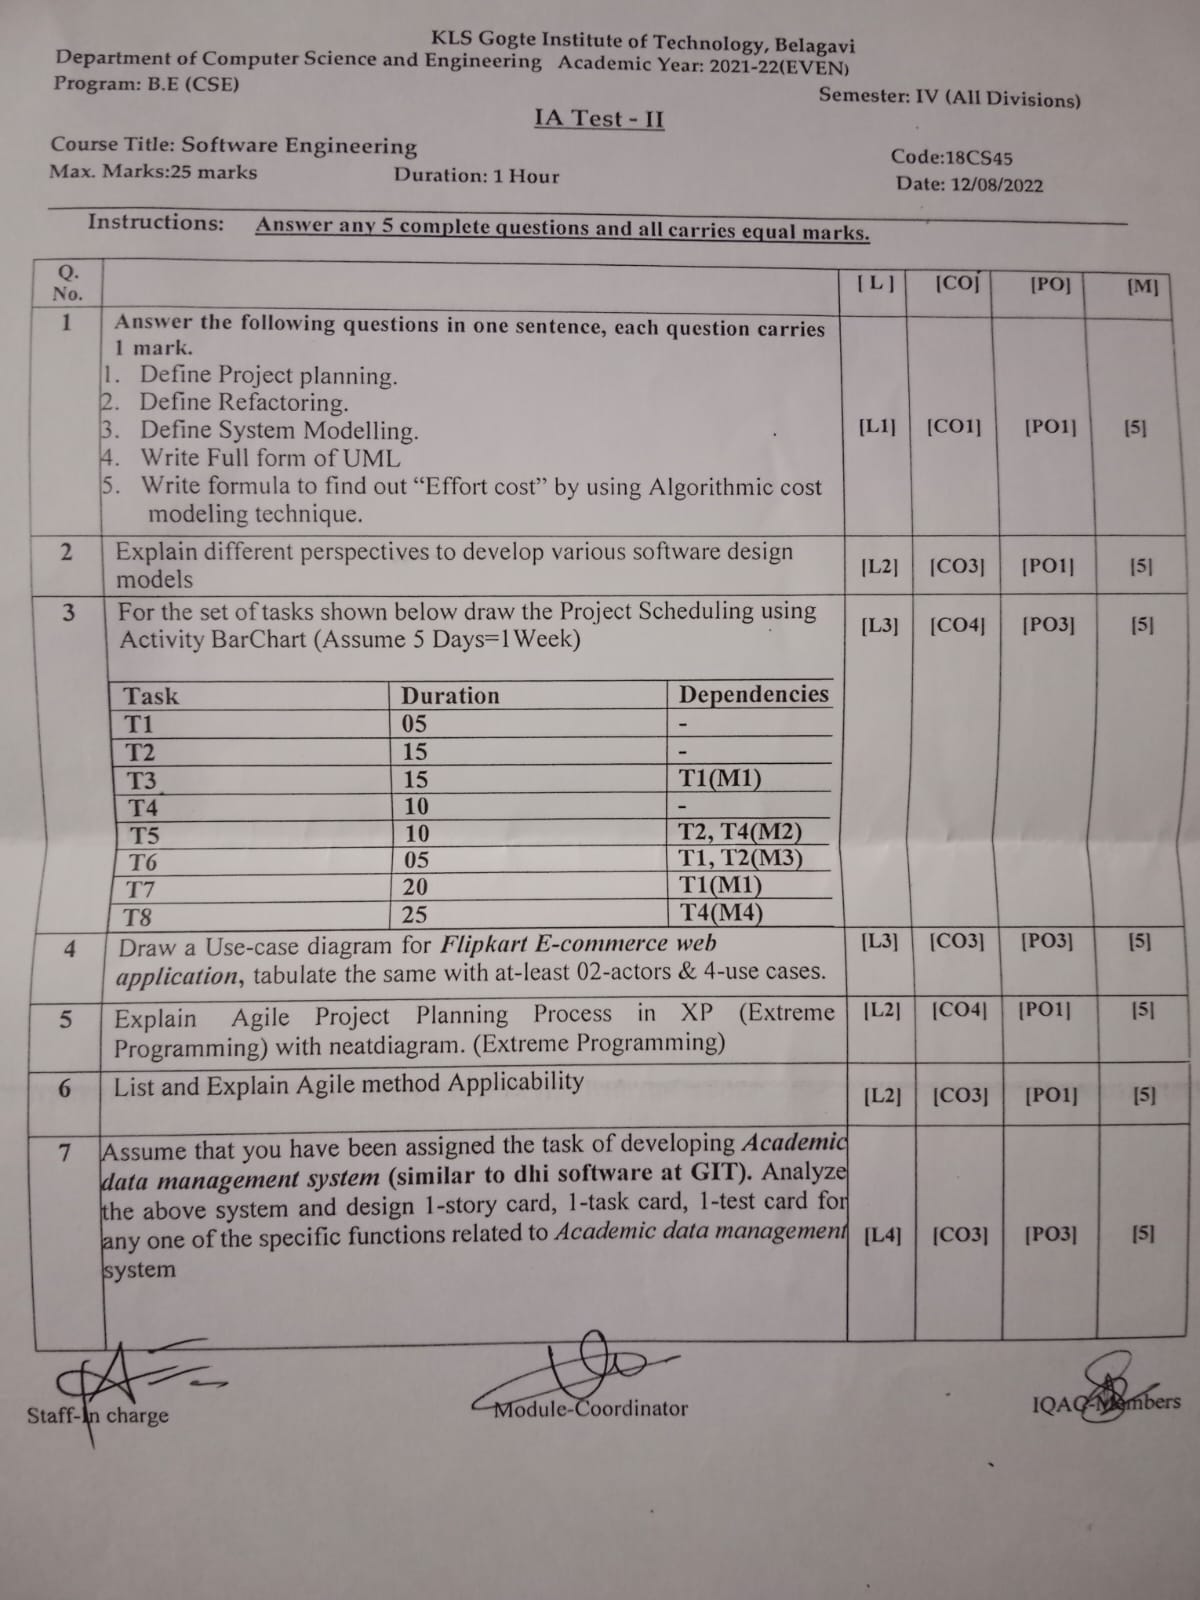 KLS Gogte Institute of Technology, Belagavi
Department of Computer Science and Engineering Academic Year: 2021-22(EVEN)
Program: B.E (CSE)
Semester: IV (All Divisions)
IA Test - II
Course Title: Software Engineering
Code:18CS45
Max. Marks:25 marks Duration: 1 Hour
Date: 12/08/2022
Instructions: Answer any 5 complete questions and all carries equal marks.
Q. No. [ L ] [CO] [PO] [M]
1 Answer the following questions in one sentence, each question carries
1 mark.
1. Define Project planning.
2. Define Refactoring.
3. Define System Modelling. [L1] [CO1] [PO1] [5]
4. Write Full form of UML
5. Write formula to find out “Effort cost” by using Algorithmic cost
modeling technique.
2 Explain different perspectives to develop various software design
models [L2] [CO3] [PO1] [5]
3 For the set of tasks shown below draw the Project Scheduling using
Activity BarChart (Assume 5 Days=1Week) [L3] [CO4] [PO3] [5]
Task Duration Dependencies
T1 05 -
T2 15 -
T3 15 T1(M1)
T4 10 -
T5 10 T2, T4(M2)
T6 05 T1, T2(M3)
T7 20 T1(M1)
T8 25 T4(M4)
4 Draw a Use-case diagram for Flipkart E-commerce web [L3] [CO3] [PO3] [5]
application, tabulate the same with at-least 02-actors & 4-use cases.
5 Explain Agile Project Planning Process in XP (Extreme [L2] [CO4] [PO1] [5]
Programming) with neatdiagram. (Extreme Programming)
6 List and Explain Agile method Applicability [L2] [CO3] [PO1] [5]
7 Assume that you have been assigned the task of developing Academic
data management system (similar to dhi software at GIT). Analyze
the above system and design 1-story card, 1-task card, 1-test card for
any one of the specific functions related to Academic data management [L4] [CO3] [PO3] [5]
system
Staff-In charge Module-Coordinator IQAC-Members